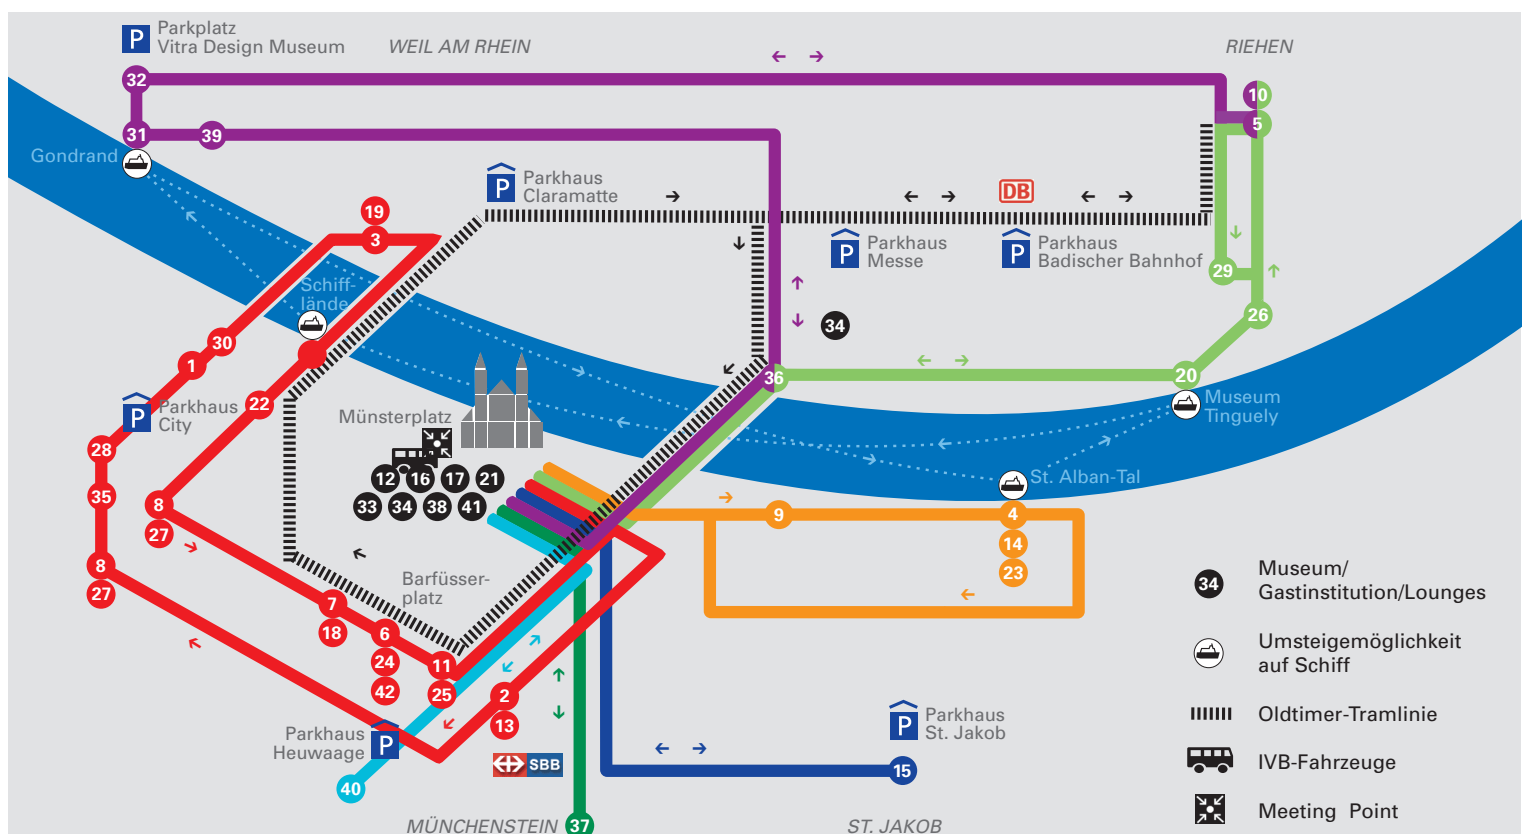 Parkplatz
Vitra Design Museum
WEIL AM RHEIN
RIEHEN
32
10
5
31
39
Gondrand
Parkhaus
Claramatte
DB
19
3
Parkhaus
Messe
Parkhaus
Badischer Bahnhof
29
Schiff-
lände
26
34
30
1
36
20
Museum
Tinguely
22
Parkhaus
City
Münsterplatz
28
12
16
17
21
St. Alban-Tal
35
33
34
38
41
8
27
9
4
14
23
8
27
Barfüsser-
platz
7
18
6
24
42
11
25
2
13
Parkhaus
Heuwaage
SBB
Parkhaus
St. Jakob
15
40
MÜNCHENSTEIN
37
ST. JAKOB
34
Museum/
Gastinstitution/Lounges
Umsteigemöglichkeit
auf Schiff
Oldtimer-Tramlinie
IVB-Fahrzeuge
Meeting Point
P
P
P
P
P
P
P